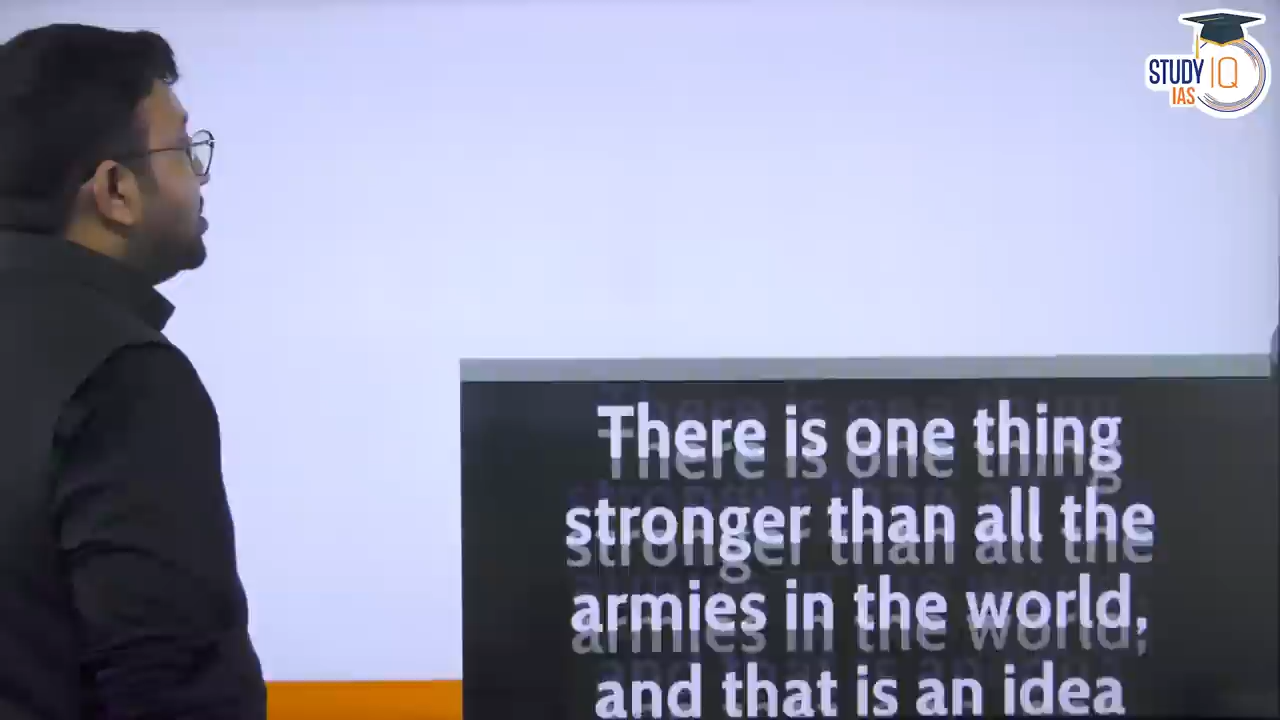 STUDY IQ
IAS
There is one thing
stronger than all the
armies in the world,
and that is an idea